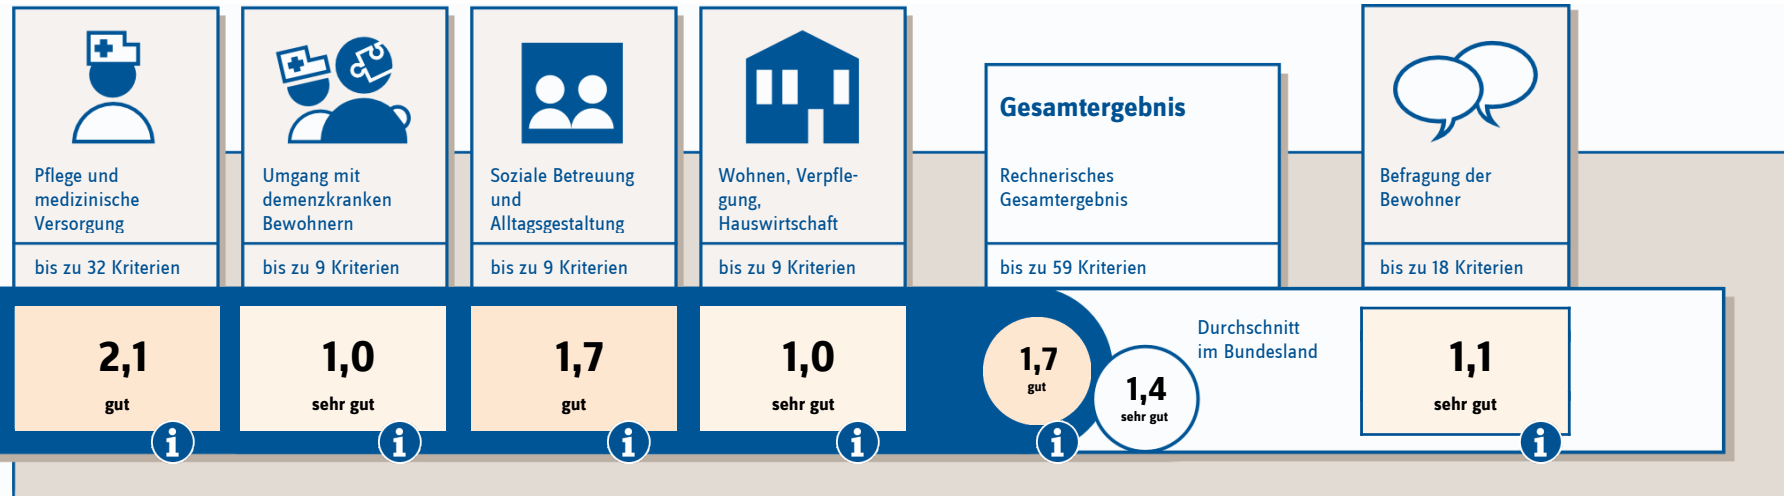 Pflege und
medizinische
Versorgung
bis zu 32 Kriterien
2,1
gut
i
Umgang mit
demenzkranken
Bewohnern
bis zu 9 Kriterien
1,0
sehr gut
i
Soziale Betreuung
und
Alltagsgestaltung
bis zu 9 Kriterien
1,7
gut
i
Wohnen, Verpfle-
gung,
Hauswirtschaft
bis zu 9 Kriterien
1,0
sehr gut
i
Gesamtergebnis
Rechnerisches
Gesamtergebnis
bis zu 59 Kriterien
1,7
gut
i
1,4
sehr gut
Durchschnitt
im Bundesland
Befragung der
Bewohner
bis zu 18 Kriterien
1,1
sehr gut
i